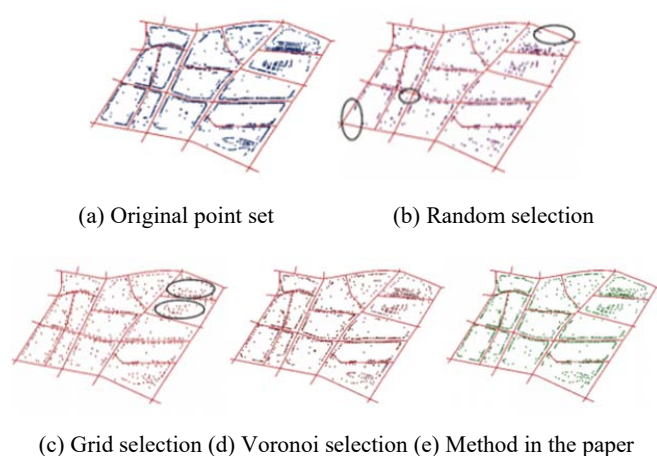 (a) Original point set
(b) Random selection
(c) Grid selection (d) Voronoi selection (e) Method in the paper